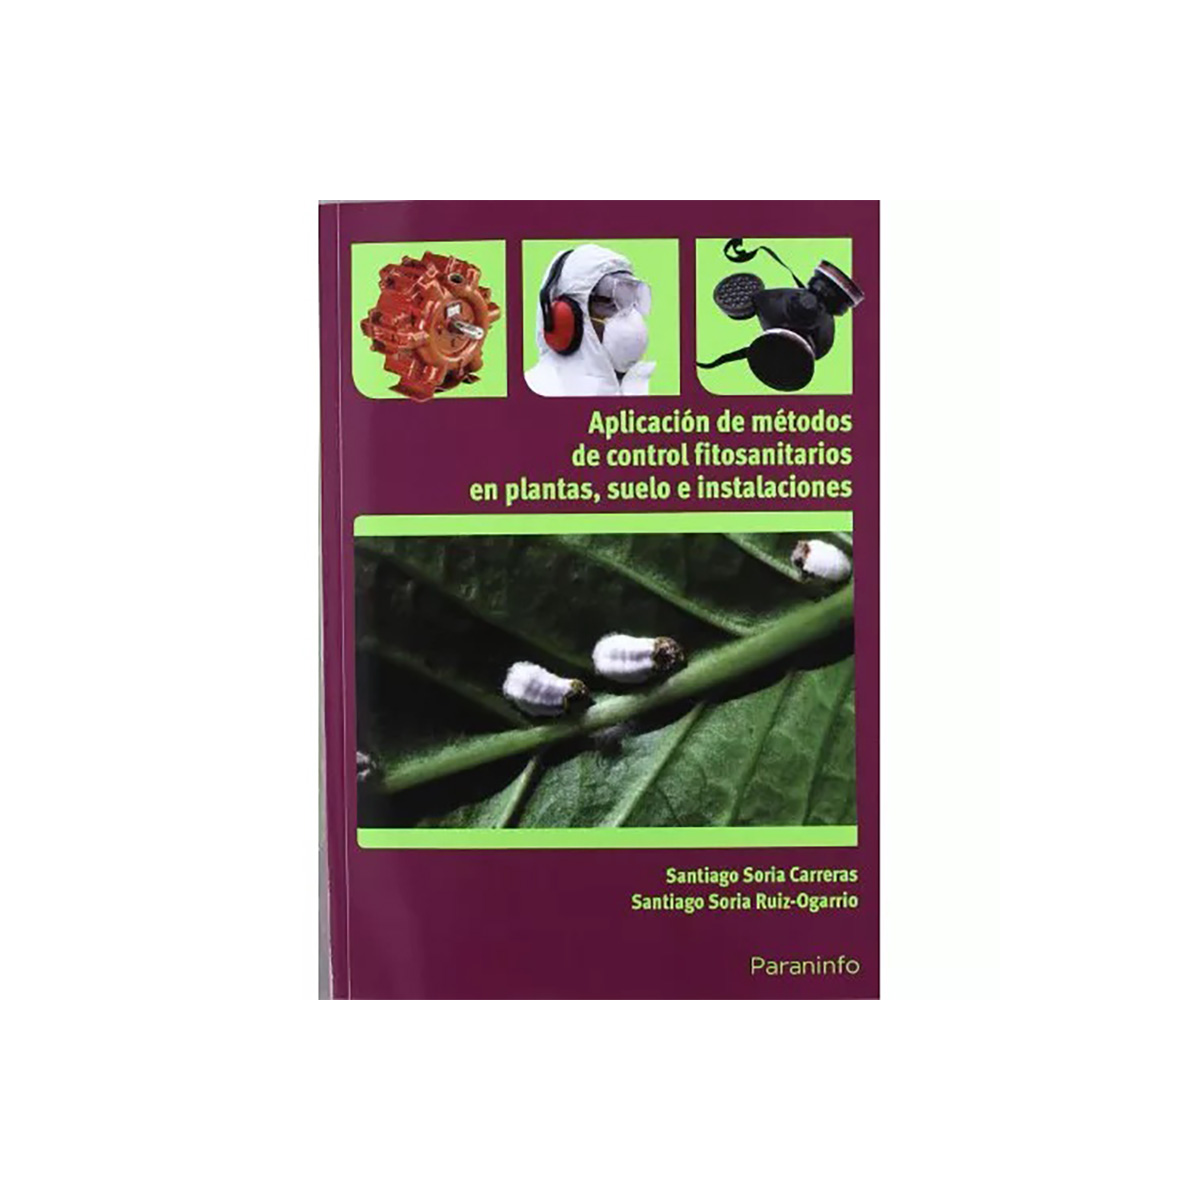 Aplicación de métodos
de control fitosanitarios
en plantas, suelo e instalaciones
Santiago Soria Carreras
Santiago Soria Ruiz-Ogarrio
Paraninfo